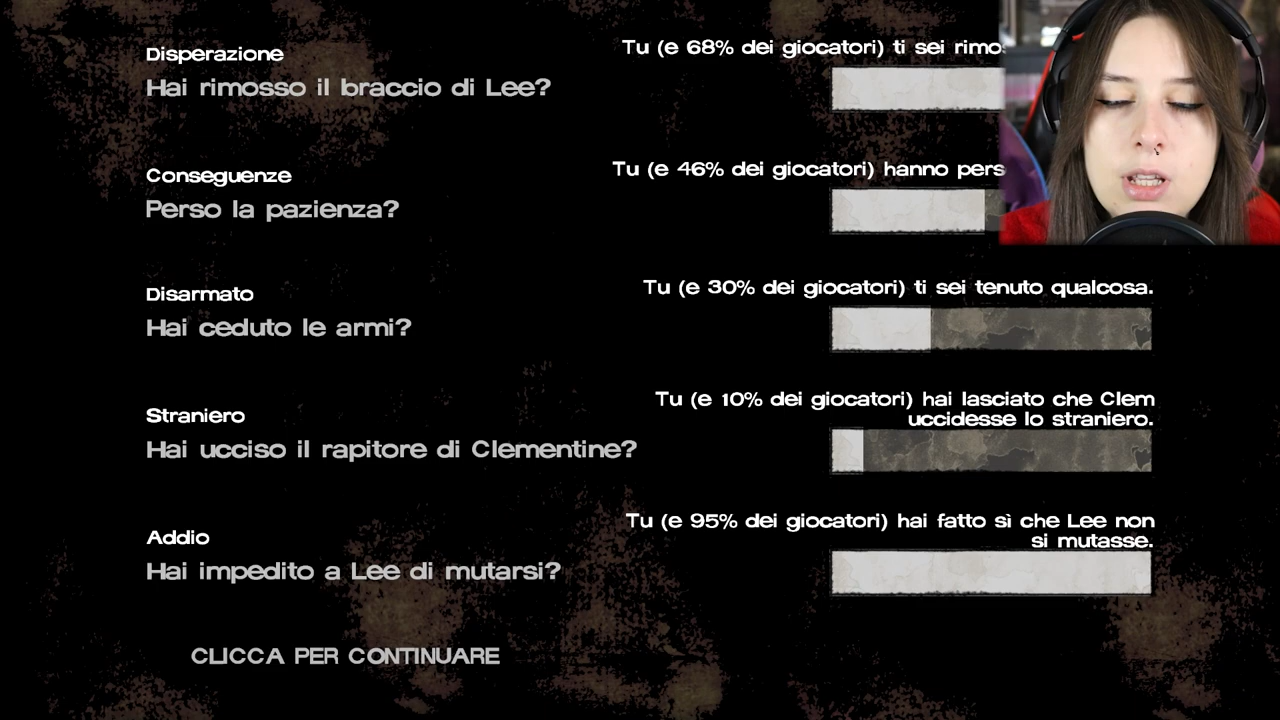 Disperazione
Hai rimosso il braccio di Lee?
Tu (e 68% dei giocatori) ti sei
Conseguenze
Perso la pazienza?
Tu (e 46% dei giocatori) hanno
Disarmato
Hai ceduto le armi?
Tu (e 30% dei giocatori) ti sei tenuto qualcosa.
Straniero
Hai ucciso il rapitore di Clementine?
Tu (e 10% dei giocatori) hai lasciato che Clem
uccidesse lo straniero.
Addio
Hai impedito a Lee di mutarsi?
Tu (e 95% dei giocatori) hai fatto sì che Lee non
si mutasse.
CLICCA PER CONTINUARE